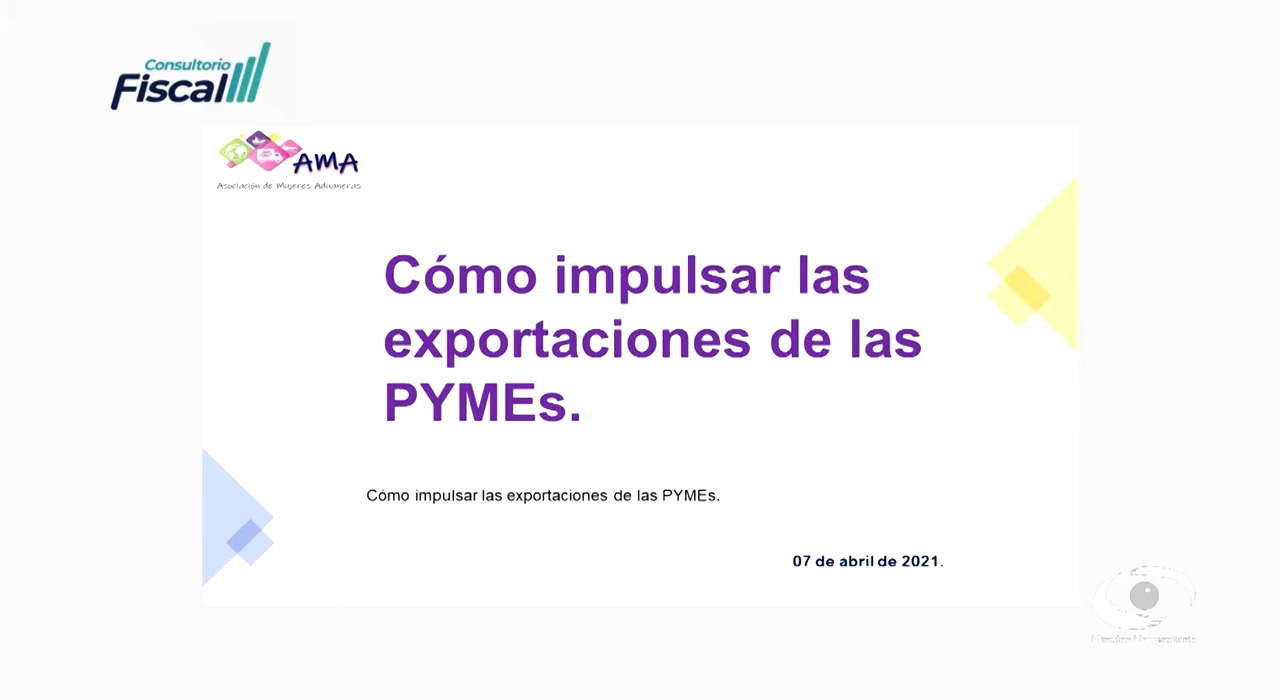 Consultorio
Fiscal
AMA
Asociación de Mujeres Aduaneras
Cómo impulsar las
exportaciones de las
PYMEs.
Cómo impulsar las exportaciones de las PYMEs.
07 de abril de 2021.